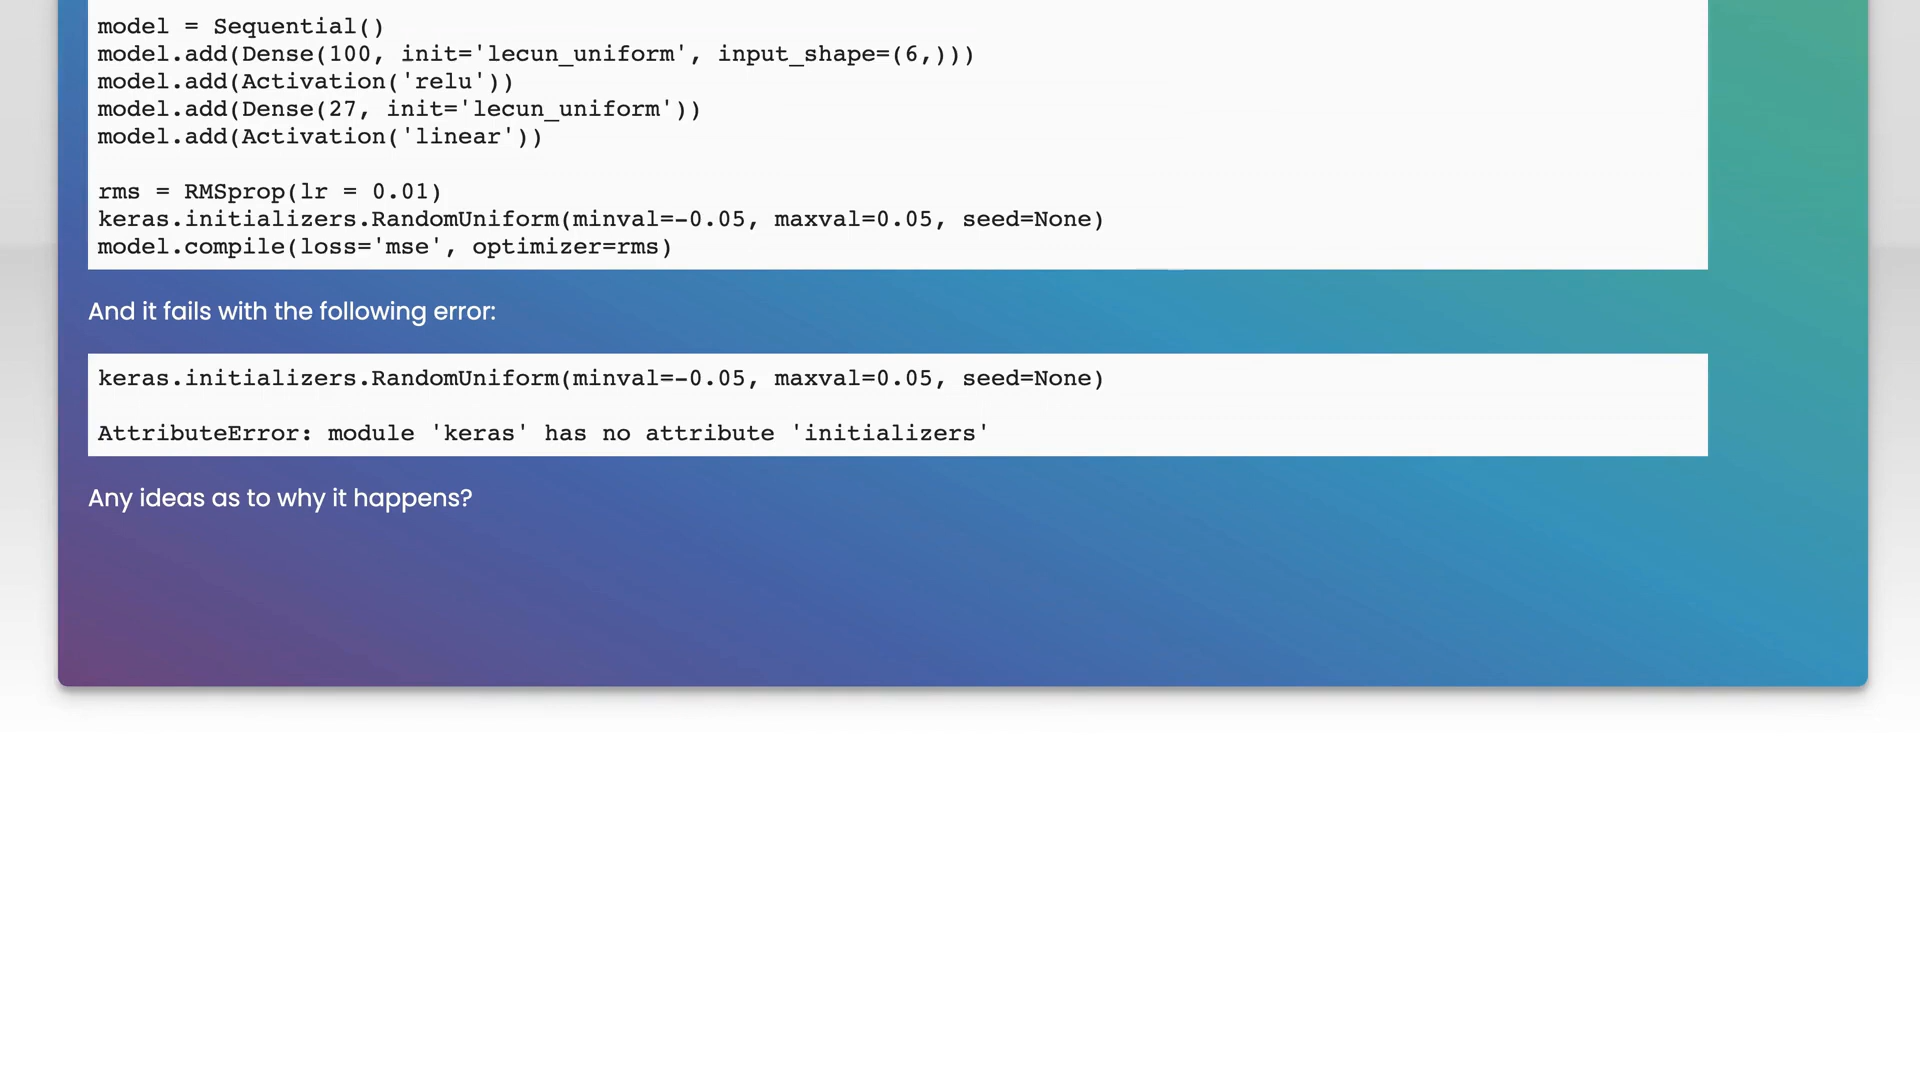 model = Sequential()
model.add(Dense(100, init='lecun_uniform', input_shape=(6,)))
model.add(Activation('relu'))
model.add(Dense(27, init='lecun_uniform'))
model.add(Activation('linear'))
rms = RMSprop(lr = 0.01)
keras.initializers.RandomUniform(minval=-0.05, maxval=0.05, seed=None)
model.compile(loss='mse', optimizer=rms)
And it fails with the following error:
keras.initializers.RandomUniform(minval=-0.05, maxval=0.05, seed=None)
AttributeError: module 'keras' has no attribute 'initializers'
Any ideas as to why it happens?